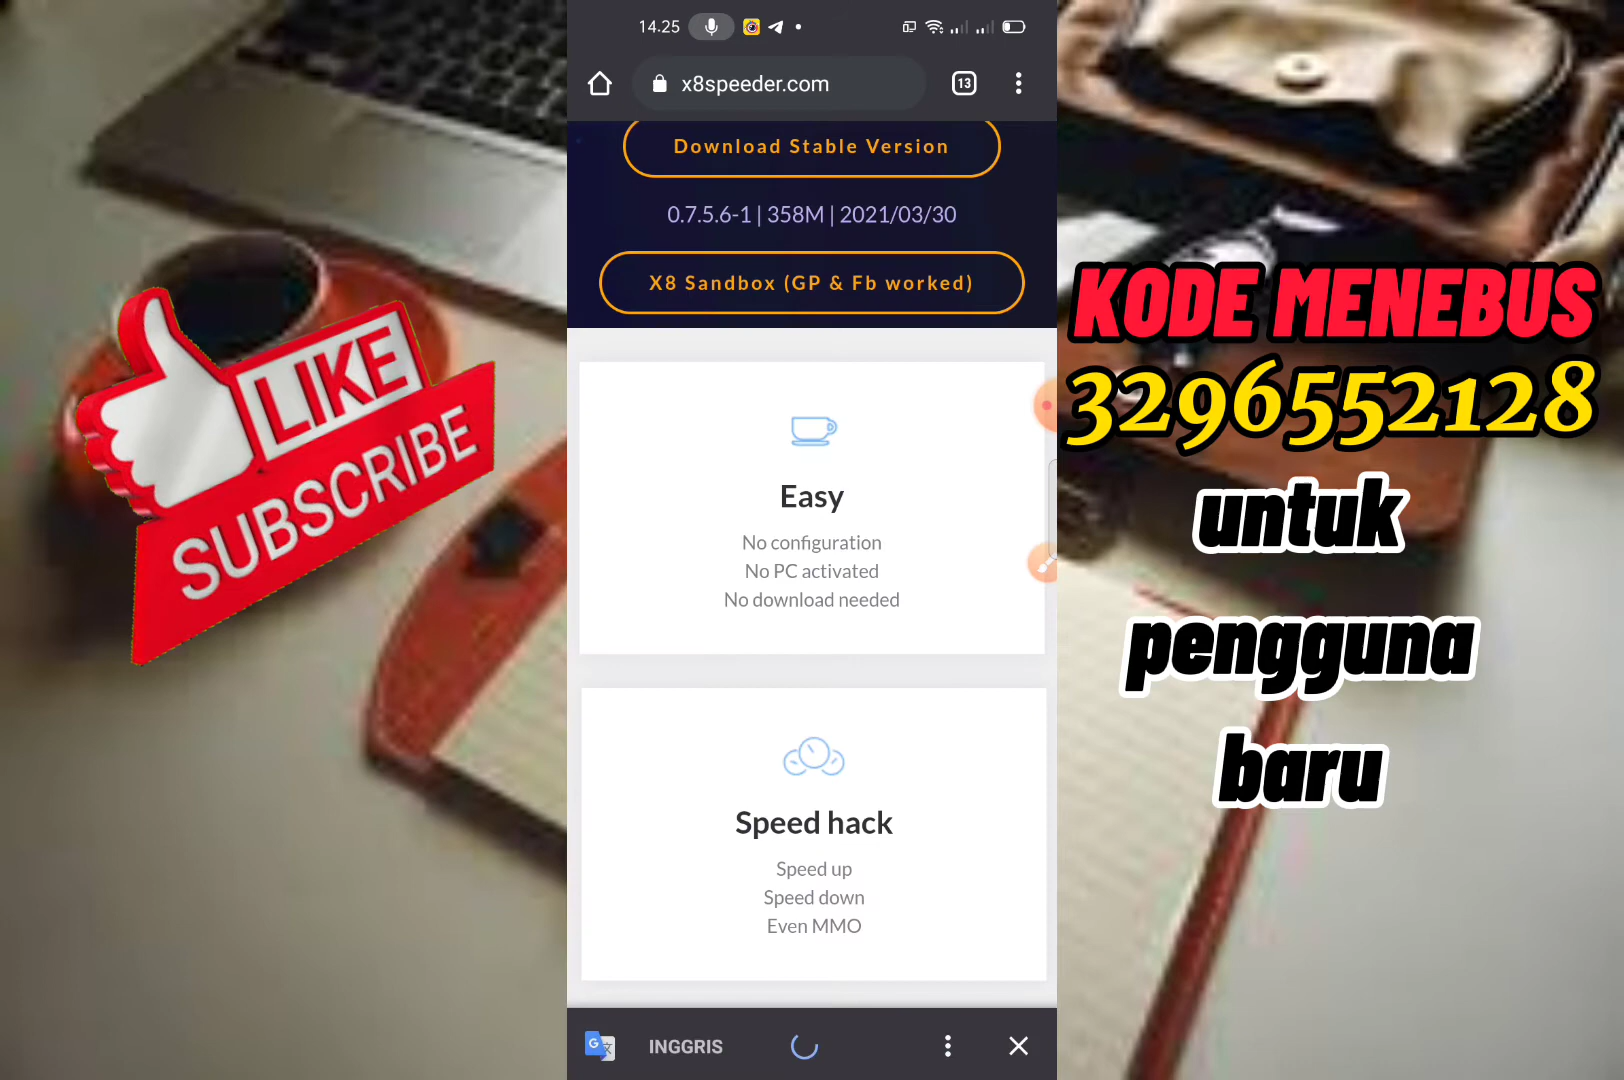 LIKE
SUBSCRIBE
14.25
x8speeder.com
13
Download Stable Version
0.7.5.6-1 | 358M | 2021/03/30
X8 Sandbox (GP & Fb worked)
Easy
No configuration
No PC activated
No download needed
Speed hack
Speed up
Speed down
Even MMO
G 文
INGGRIS
KODE MENEBUS
3296552128
untuk
pengguna
baru